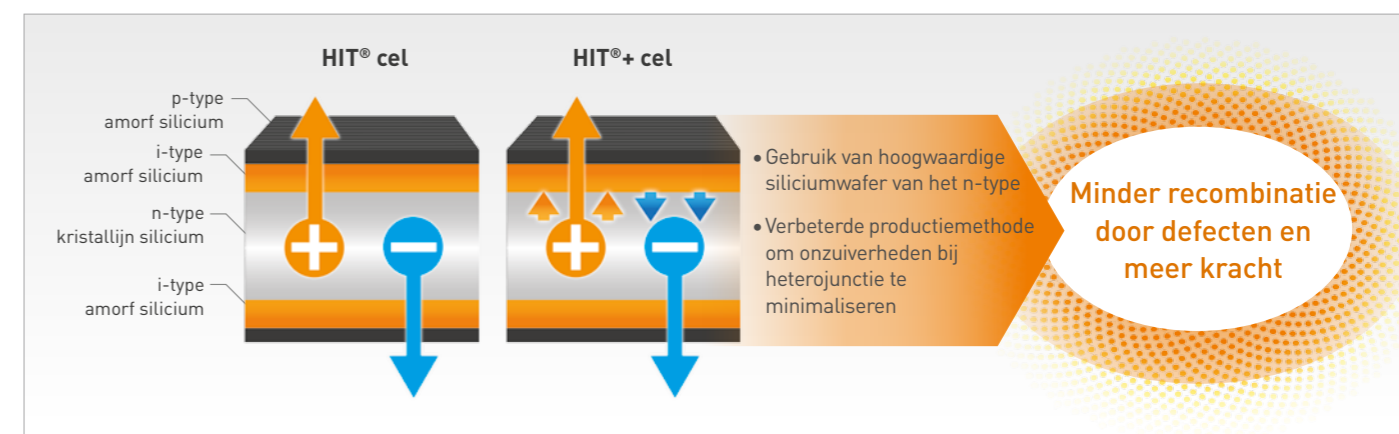 HIT® cel
HIT®+ cel
p-type
amorf silicium
i-type
amorf silicium
n-type
kristallijn silicium
i-type
amorf silicium
• Gebruik van hoogwaardige
siliciumwafer van het n-type
• Verbeterde productiemethode
om onzuiverheden bij
heterojunctie te
minimaliseren
Minder recombinatie
door defecten en
meer kracht